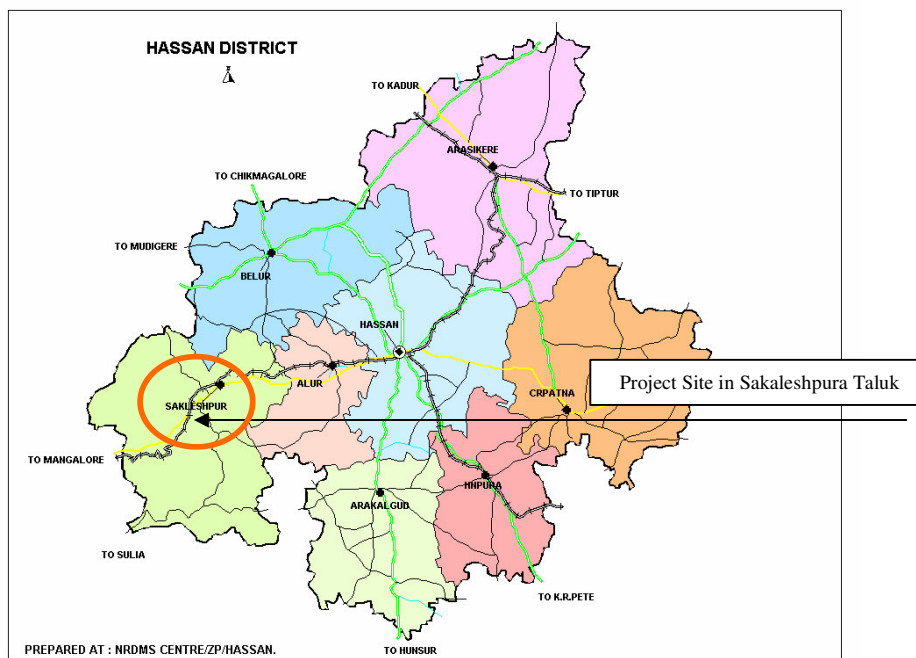 HASSAN DISTRICT
TO KADUR
ARASIKERE
TO CHIKMAGALORE
TO TIPTUR
TO MUDIGERE
BELUR
HASSAN
ALUR
Project Site in Sakaleshpura Taluk
CRPATNA
SAKLESHPUR
TO MANGALORE
HNPURA
ARAKALGUD
TO SULIA
TO K.R.PETE
TO HUNSUR
PREPARED AT : NRDMS CENTRE/ZP/HASSAN.